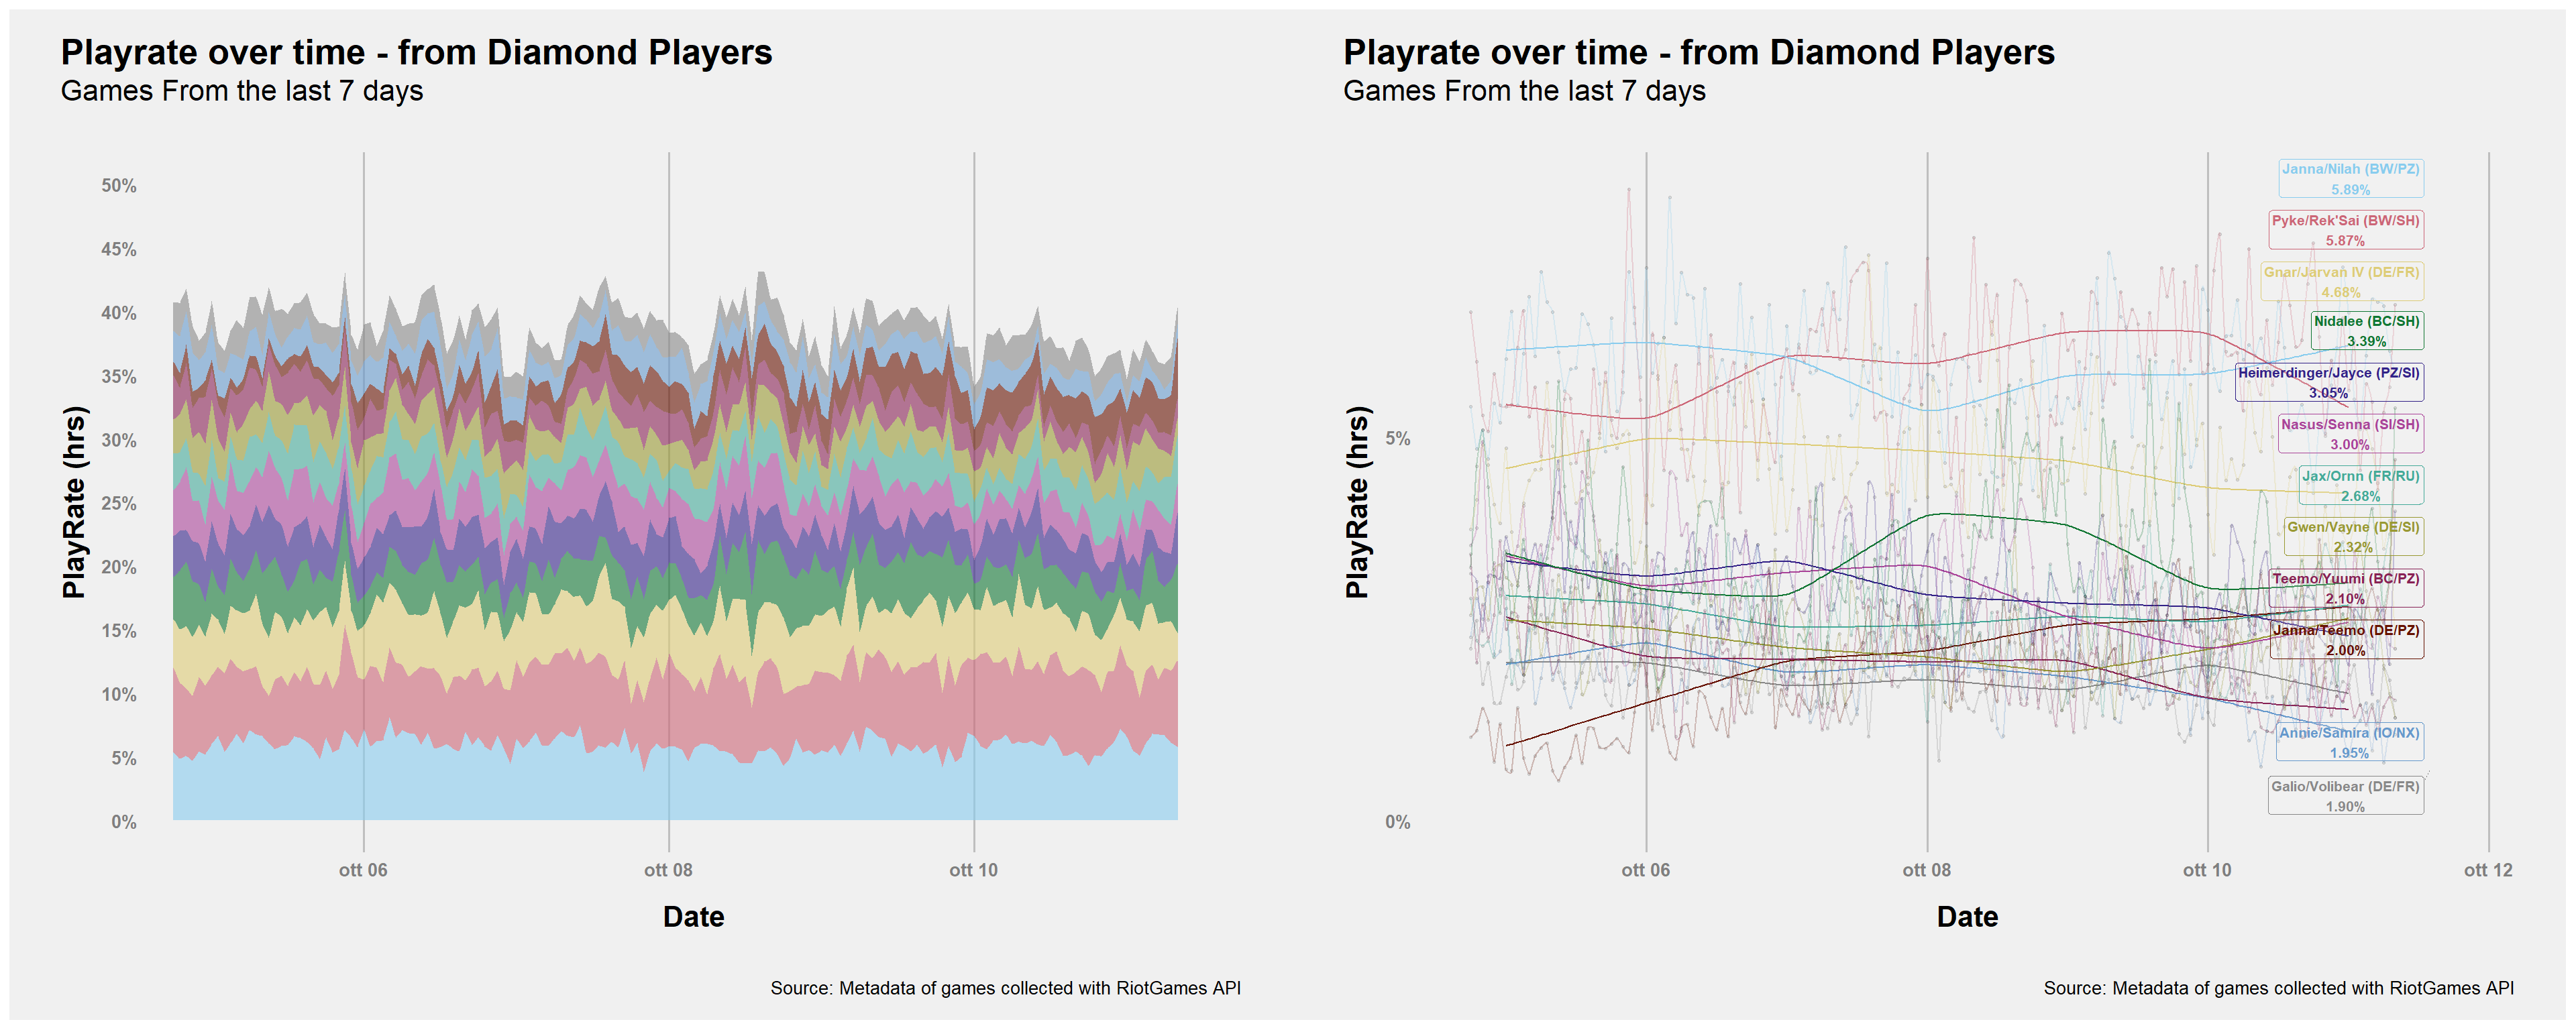 Playrate over time - from Diamond Players
Games From the last 7 days
PlayRate (hrs)
50%
45%
40%
35%
30%
25%
20%
15%
10%
5%
0%
ott 06
ott 08
ott 10
Date
Source: Metadata of games collected with RiotGames API
Playrate over time - from Diamond Players
Games From the last 7 days
PlayRate (hrs)
5%
0%
Janna/Nilah (BW/PZ)
5.89%
Pyke/Rek'Sai (BW/SH)
5.87%
Gnar/Jarvan IV (DE/FR)
4.68%
Nidalee (BC/SH)
3.39%
Heimerdinger/Jayce (PZ/SI)
3.05%
Nasus/Senna (SI/SH)
3.00%
Jax/Ornn (FR/RU)
2.68%
Gwen/Vayne (DE/SI)
2.32%
Teemo/Yuumi (BC/PZ)
2.10%
Janna/Teemo (DE/PZ)
2.00%
Annie/Samira (IO/NX)
1.95%
Galio/Volibear (DE/FR)
1.90%
ott 06
ott 08
ott 10
ott 12
Date
Source: Metadata of games collected with RiotGames API